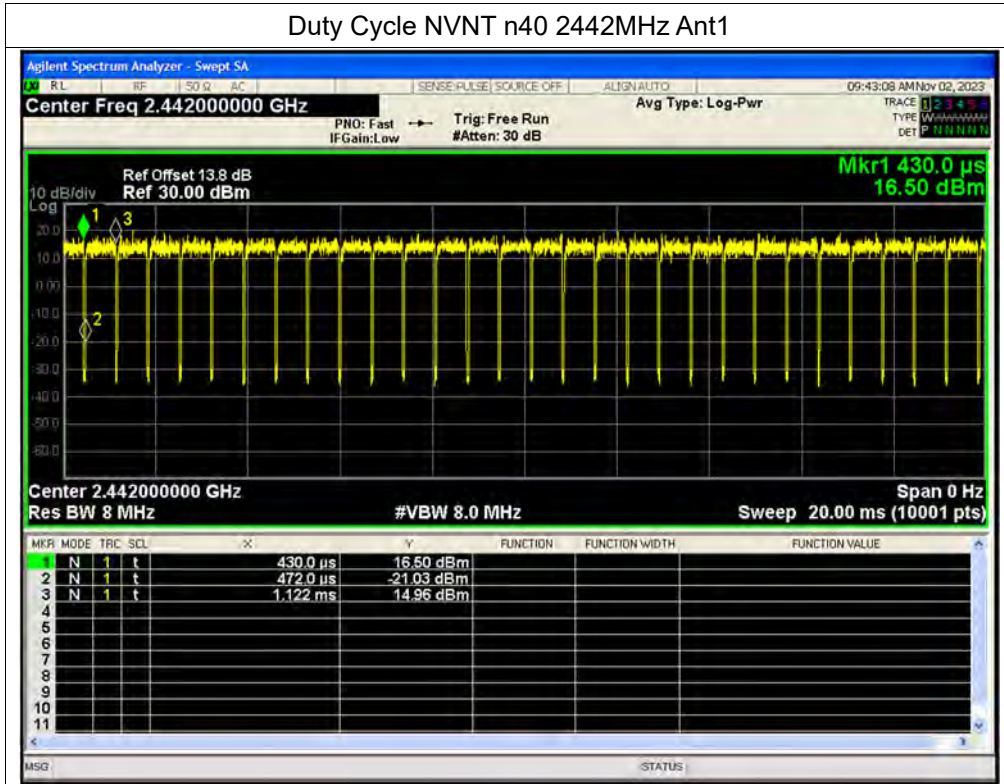 Duty Cycle NVNT n40 2442MHz Ant1
Agilent Spectrum Analyzer - Swept SA
LXI RL RF 50 Ω AC SENSE:PULSE SOURCE OFF ALIGN AUTO 09:43:08 AM Nov 02, 2023
Center Freq 2.442000000 GHz Avg Type: Log-Pwr TRACE 1 2 3 4 5 6
PNO: Fast Trig: Free Run TYPE W
IFGain:Low #Atten: 30 dB DET P N N N N N
Mkr1 430.0 µs
Ref Offset 13.8 dB
10 dB/div Ref 30.00 dBm 16.50 dBm
Log
1 3
20.0
10.0
0.00
-10.0
2
-20.0
-30.0
-40.0
-50.0
-60.0
Center 2.442000000 GHz Span 0 Hz
Res BW 8 MHz #VBW 8.0 MHz Sweep 20.00 ms (10001 pts)
MKR MODE TRC SCL X Y FUNCTION FUNCTION WIDTH FUNCTION VALUE
1 N 1 t 430.0 µs 16.50 dBm
2 N 1 t 472.0 µs -21.03 dBm
3 N 1 t 1.122 ms 14.96 dBm
4
5
6
7
8
9
10
11
MSG STATUS